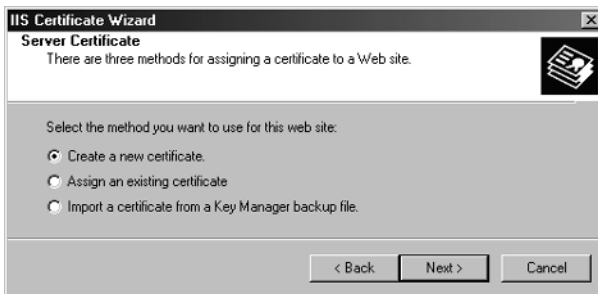 IIS Certificate Wizard
Server Certificate
There are three methods for assigning a certificate to a Web site.
Select the method you want to use for this web site:
Create a new certificate.
Assign an existing certificate
Import a certificate from a Key Manager backup file.
< Back Next > Cancel